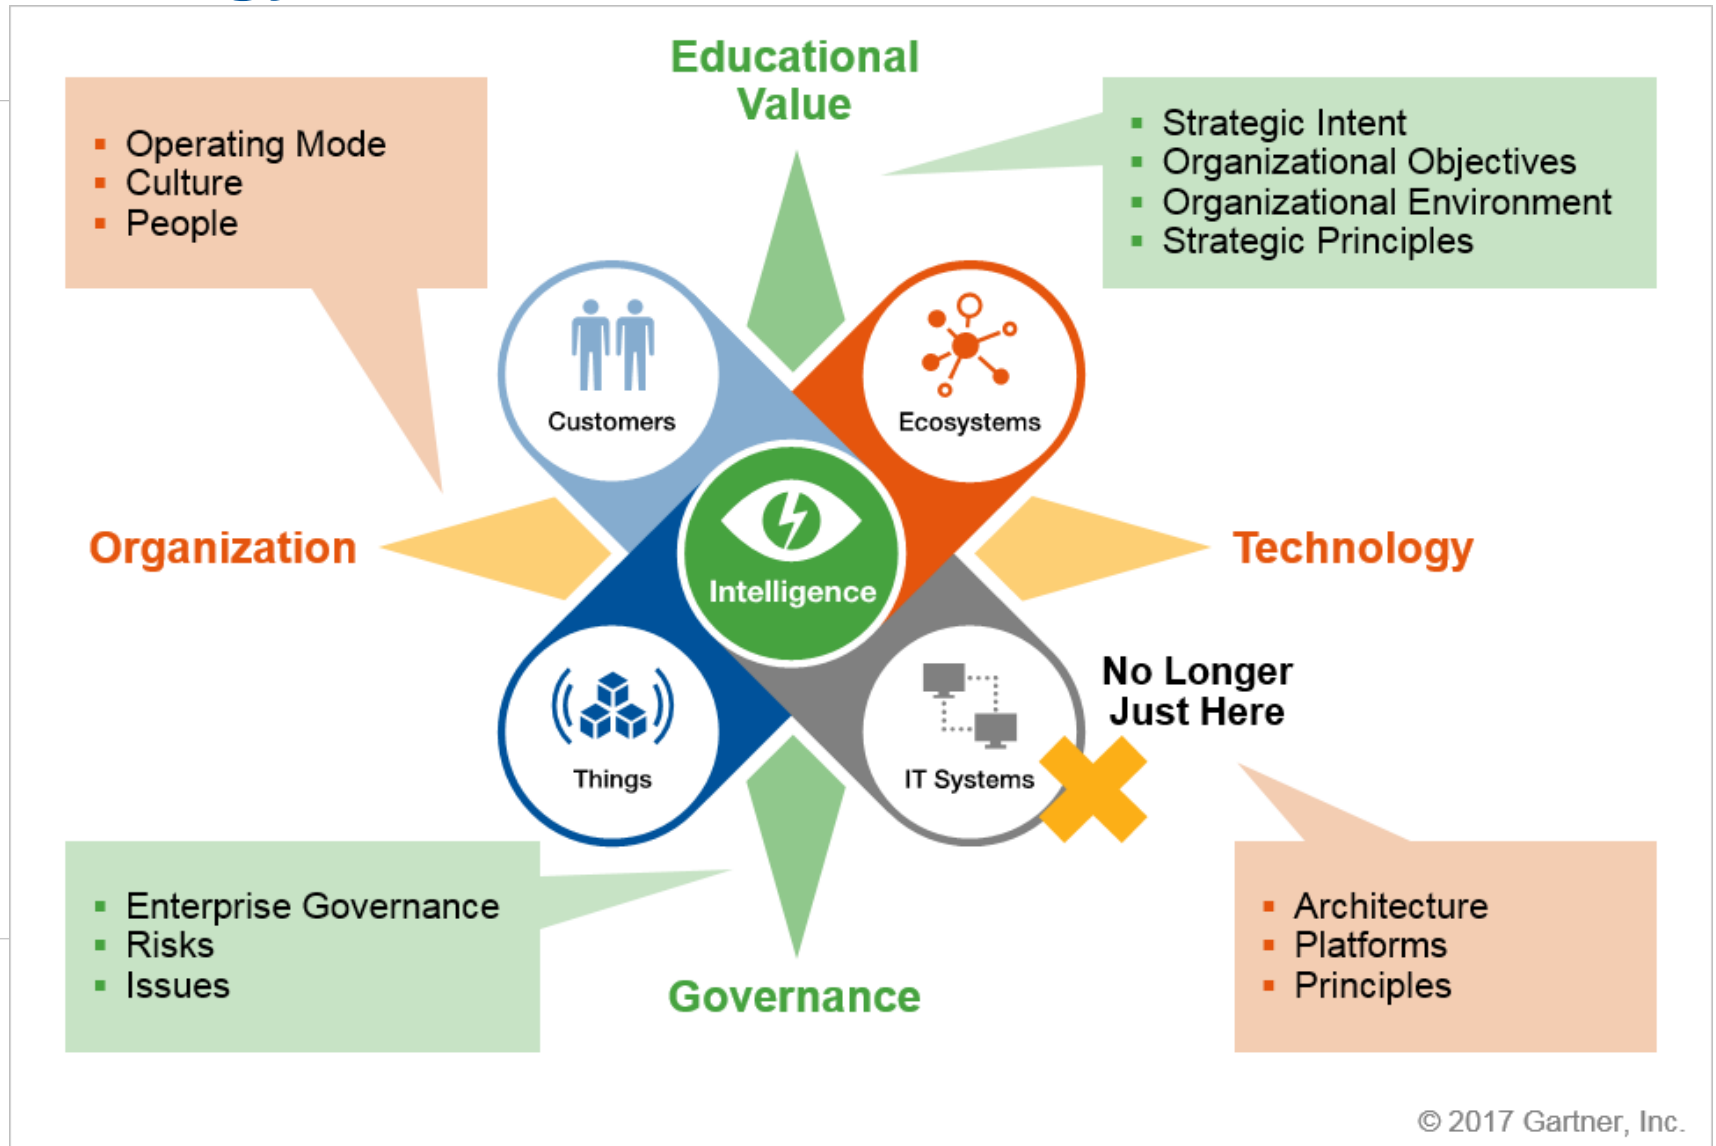 Educational
Value
▪ Operating Mode
▪ Culture
▪ People
▪ Strategic Intent
▪ Organizational Objectives
▪ Organizational Environment
▪ Strategic Principles
Customers
Ecosystems
Organization
Intelligence
Technology
Things
IT Systems
No Longer
Just Here
▪ Enterprise Governance
▪ Risks
▪ Issues
Governance
▪ Architecture
▪ Platforms
▪ Principles
© 2017 Gartner, Inc.